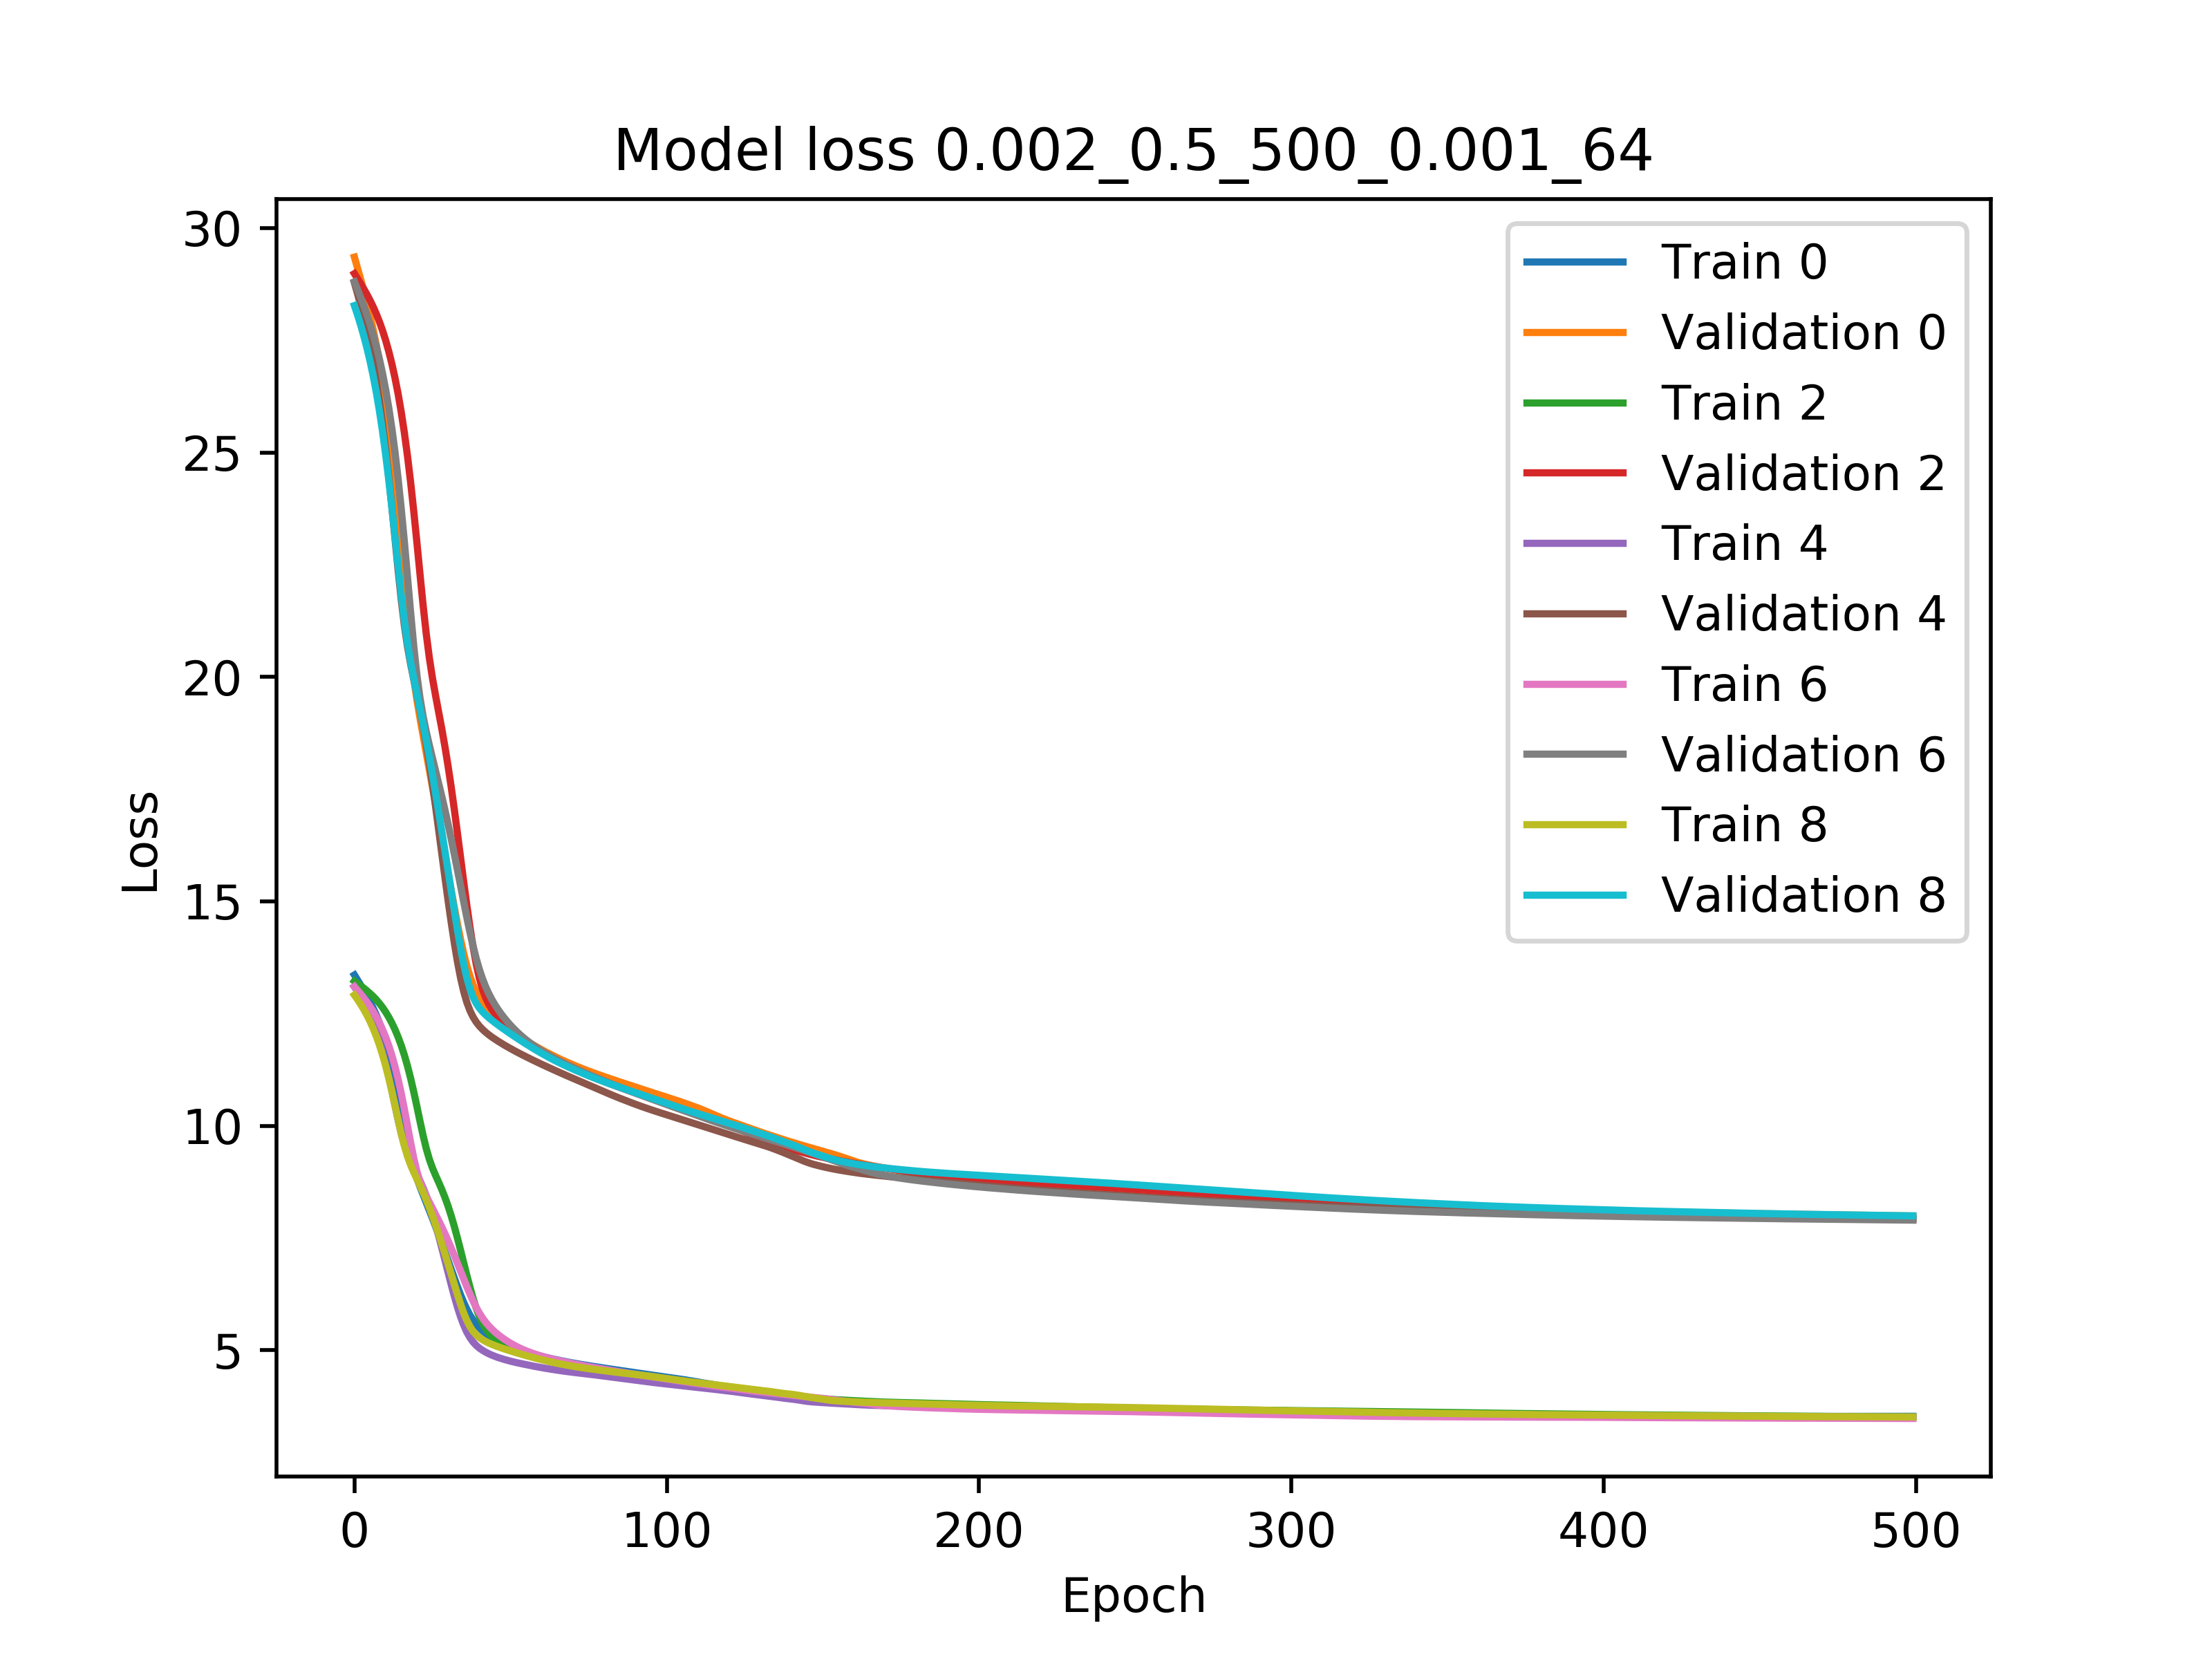 Model loss 0.002_0.5_500_0.001_64
30
25
20
15
10
5
Loss
Train 0
Validation 0
Train 2
Validation 2
Train 4
Validation 4
Train 6
Validation 6
Train 8
Validation 8
0 100 200 300 400 500
Epoch